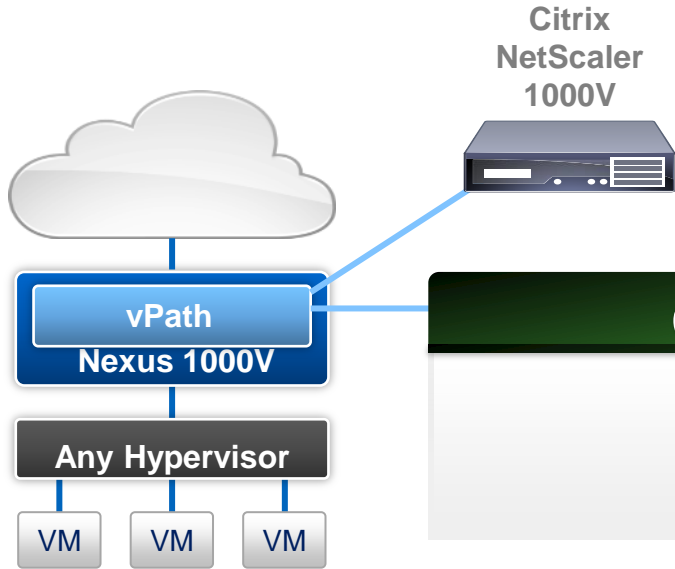 Citrix
NetScaler
1000V
vPath
Nexus 1000V
Any Hypervisor
VM
VM
VM